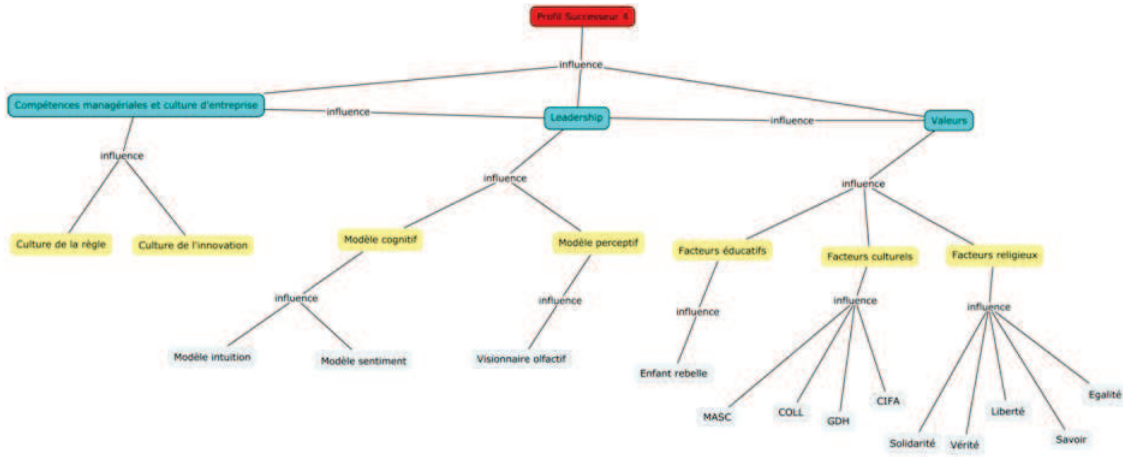 Profil Successeur 4
influence
Compétences managériales et culture d'entreprise
influence
Leadership
influence
Valeurs
influence
influence
influence
Culture de la règle
Culture de l'innovation
Modèle cognitif
Modèle perceptif
Facteurs éducatifs
Facteurs culturels
Facteurs religieux
influence
influence
influence
influence
influence
Modèle intuition
Modèle sentiment
Visionnaire olfactif
Enfant rebelle
MASC
COLL
GDH
CIFA
Solidarité
Vérité
Liberté
Savoir
Egalité